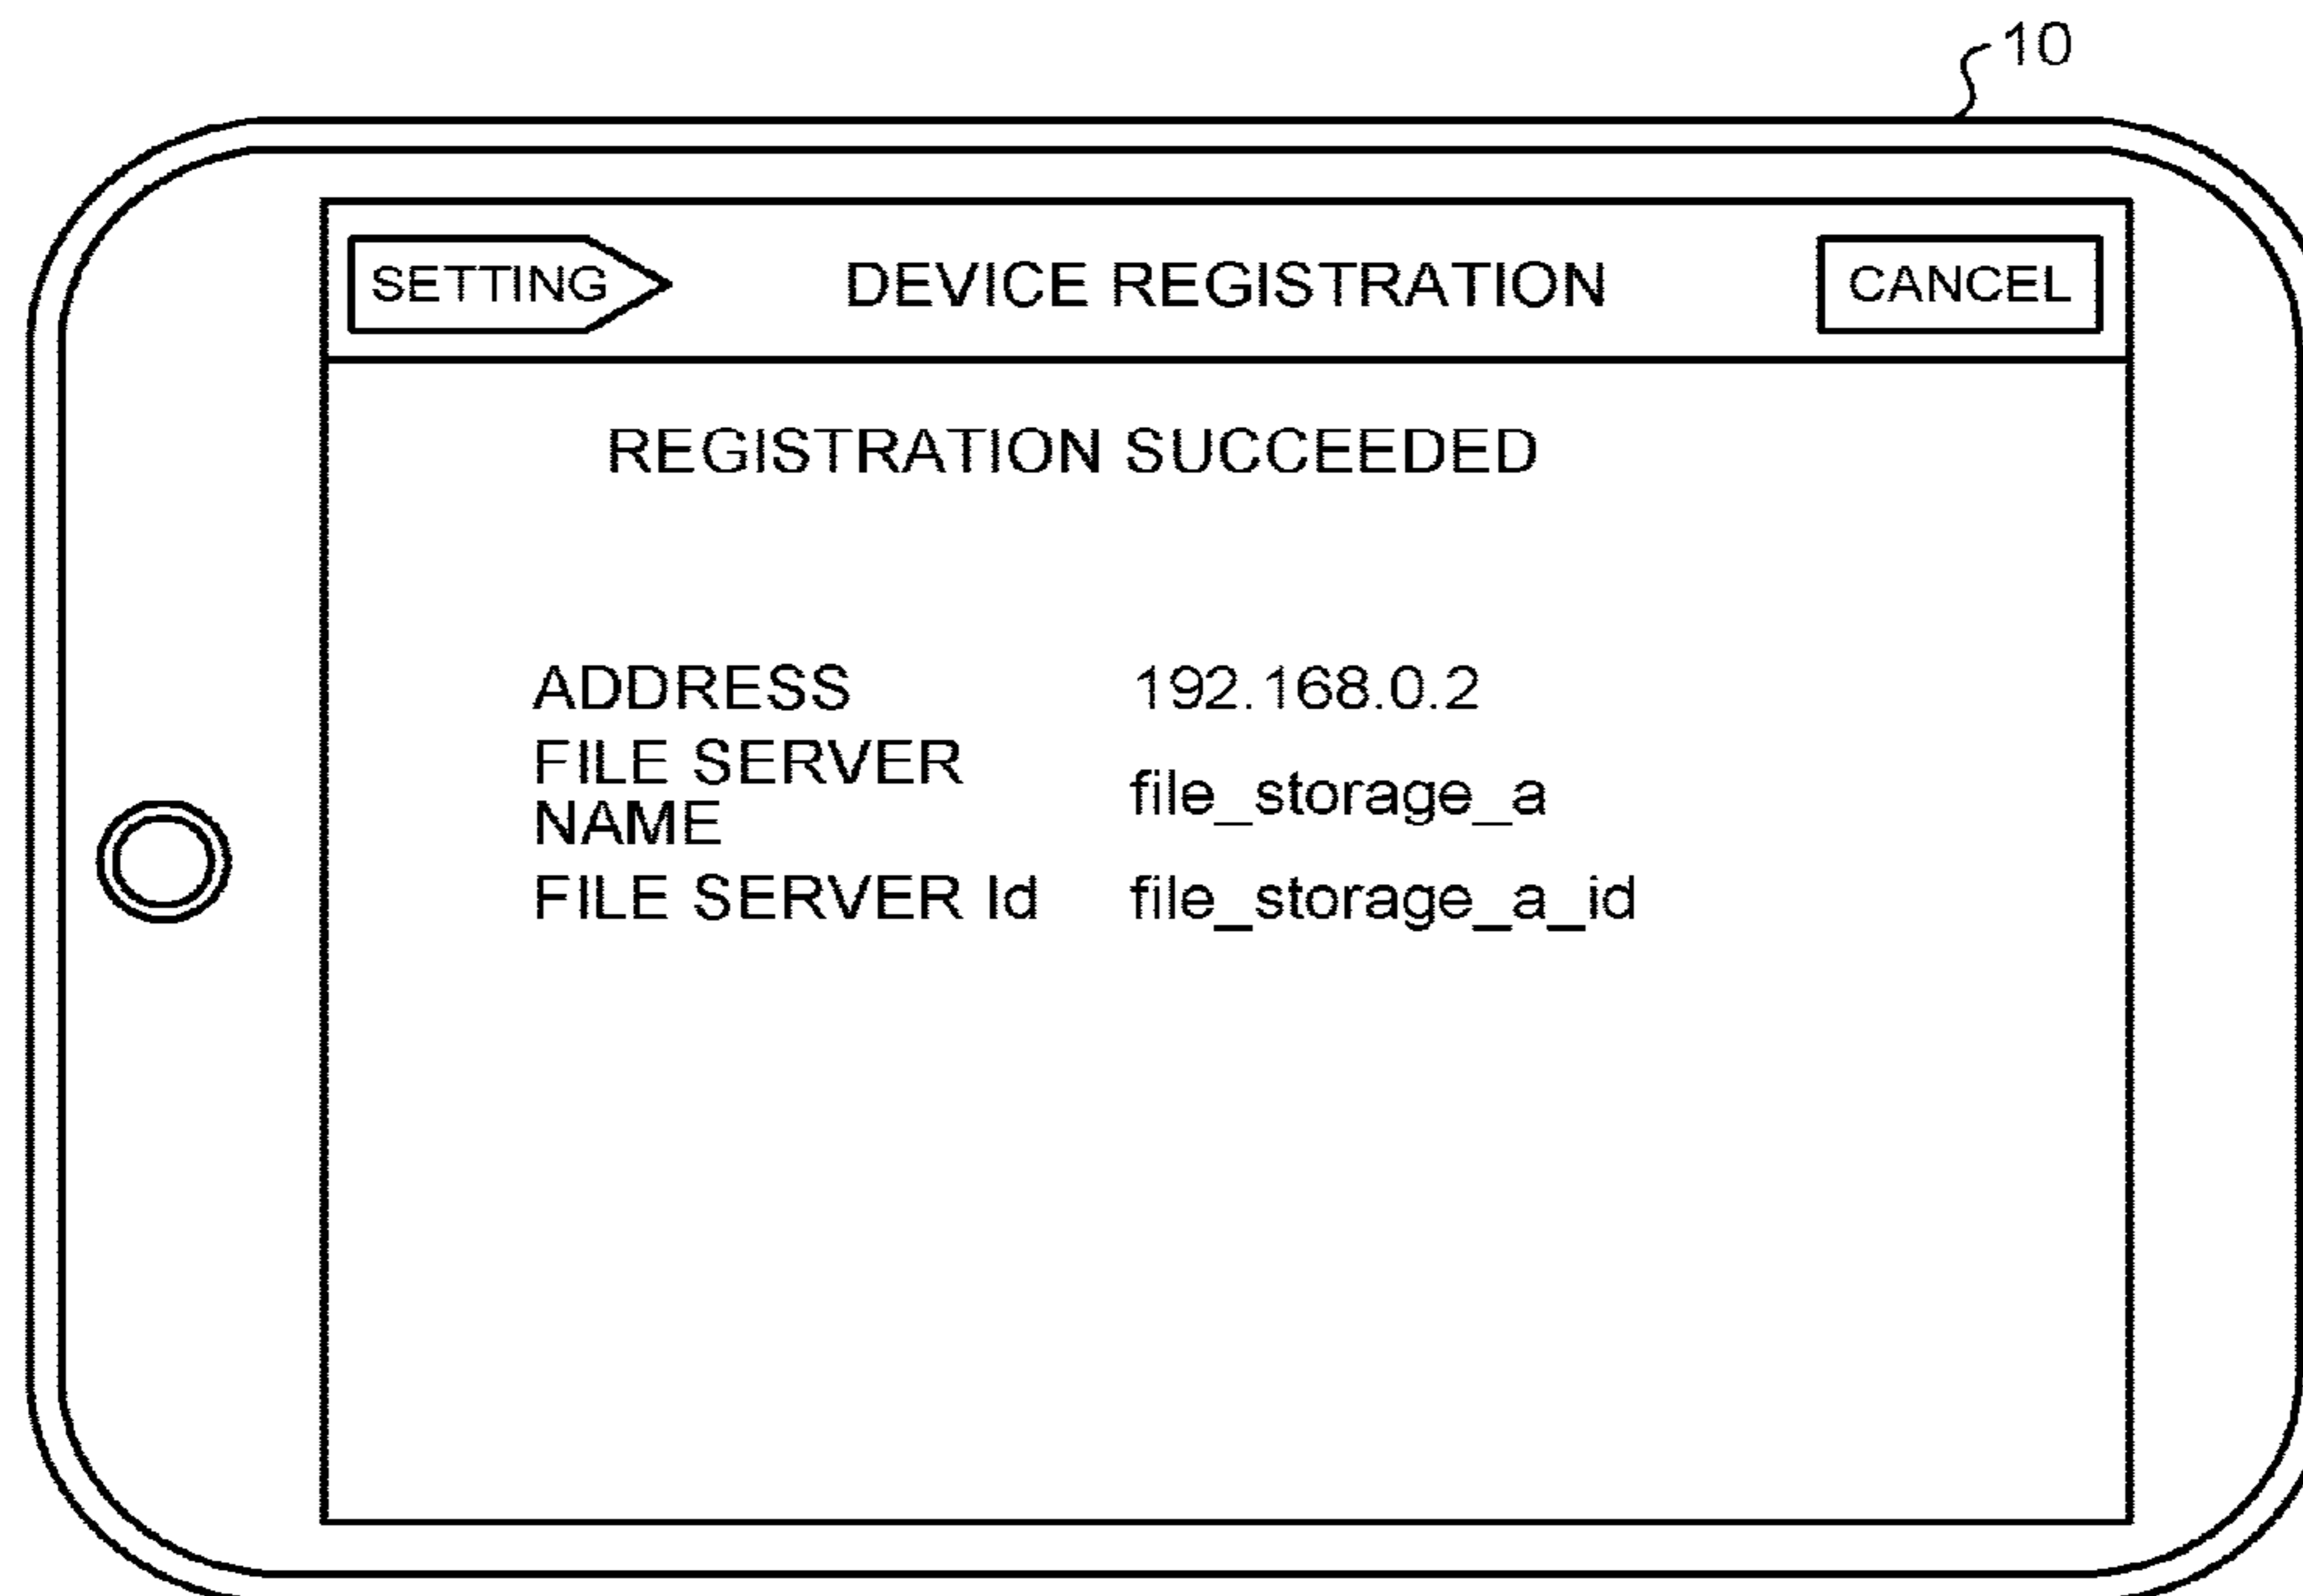 10
SETTING DEVICE REGISTRATION CANCEL
REGISTRATION SUCCEEDED
ADDRESS 192.168.0.2
FILE SERVER
NAME file_storage_a
FILE SERVER Id file_storage_a_id